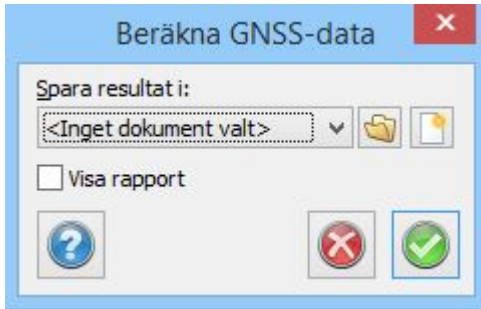 Beräkna GNSS-data
Spara resultat i:
<Inget dokument valt>
Visa rapport